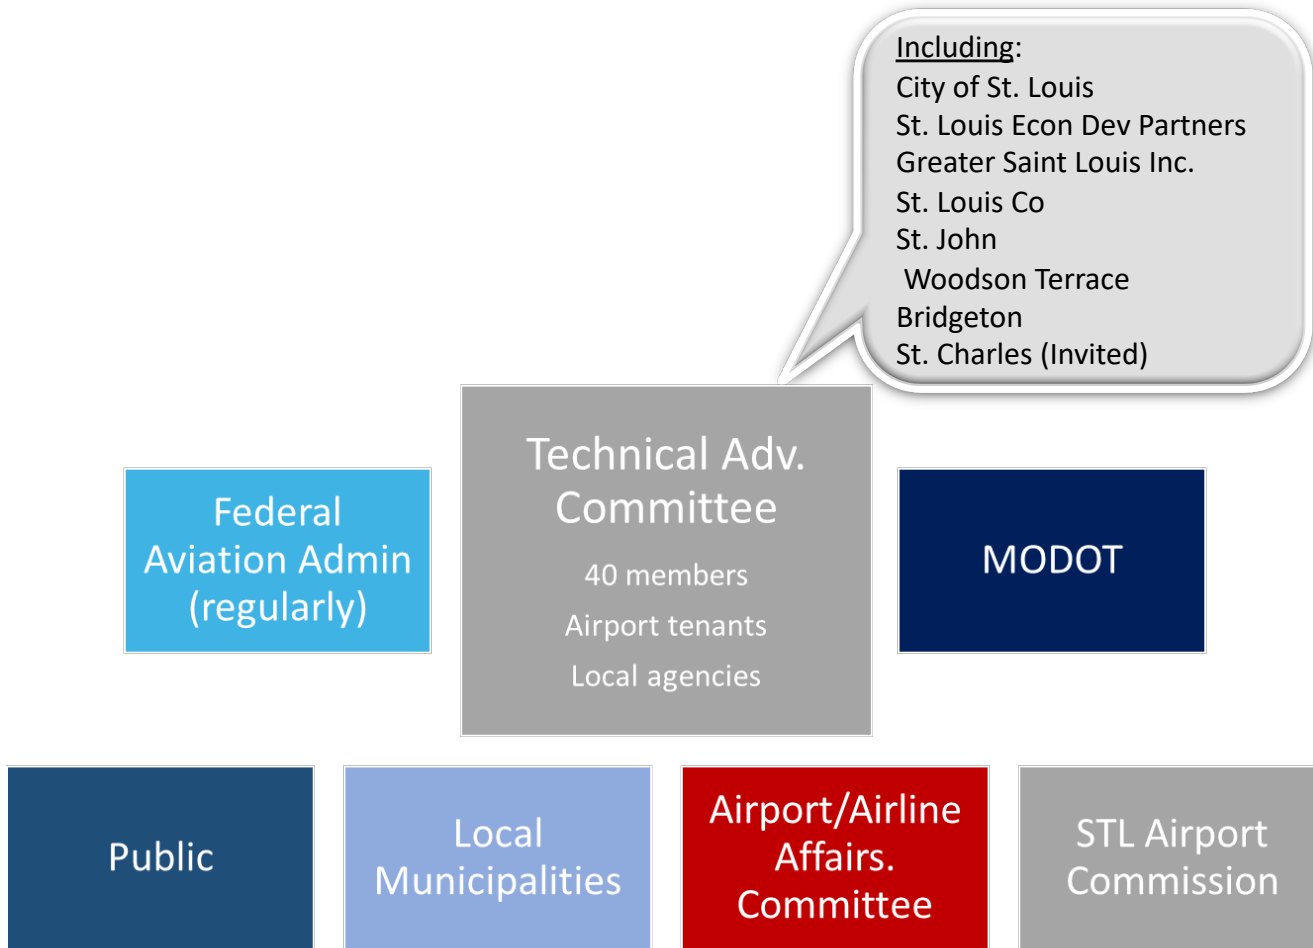 Including:
City of St. Louis
St. Louis Econ Dev Partners
Greater Saint Louis Inc.
St. Louis Co
St. John
Woodson Terrace
Bridgeton
St. Charles (Invited)
Technical Adv.
Committee
40 members
Airport tenants
Local agencies
Federal
Aviation Admin
(regularly)
MODOT
Public
Local
Municipalities
Airport/Airline
Affairs.
Committee
STL Airport
Commission